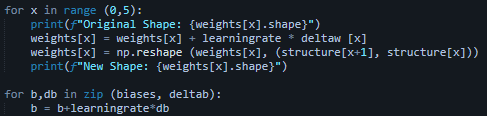 for x in range (0,5):
    print(f"Original Shape: {weights[x].shape}")
    weights[x] = weights[x] + learningrate * deltaw [x]
    weights[x] = np.reshape (weights[x], (structure[x+1], structure[x]))
    print(f"New Shape: {weights[x].shape}")
for b,db in zip (biases, deltab):
    b = b+learningrate*db